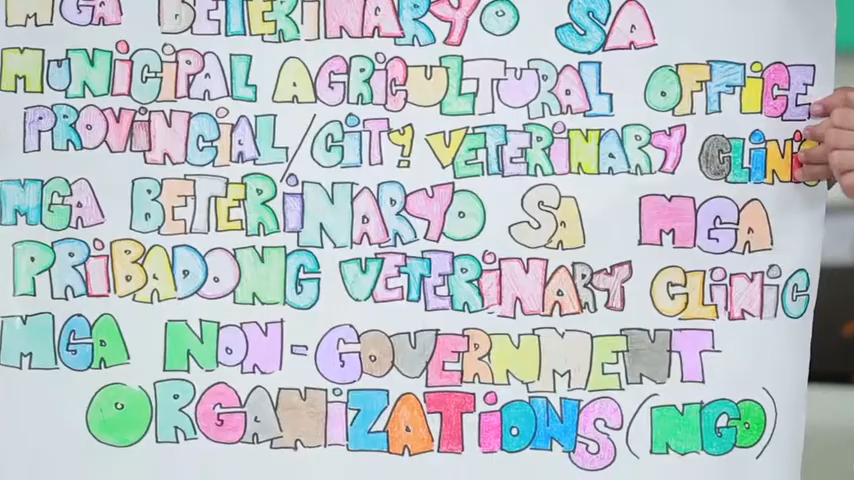 MGA BETERINARYO SA
MUNICIPAL AGRICULTURAL OFFICE
PROVINCIAL/CITY VETERINARY CLINIC
MGA BETERINARYO SA MGA
PRIBADONG VETERINARY CLINIC
MGA NON-GOVERNMENT
ORGANIZATIONS (NGO)